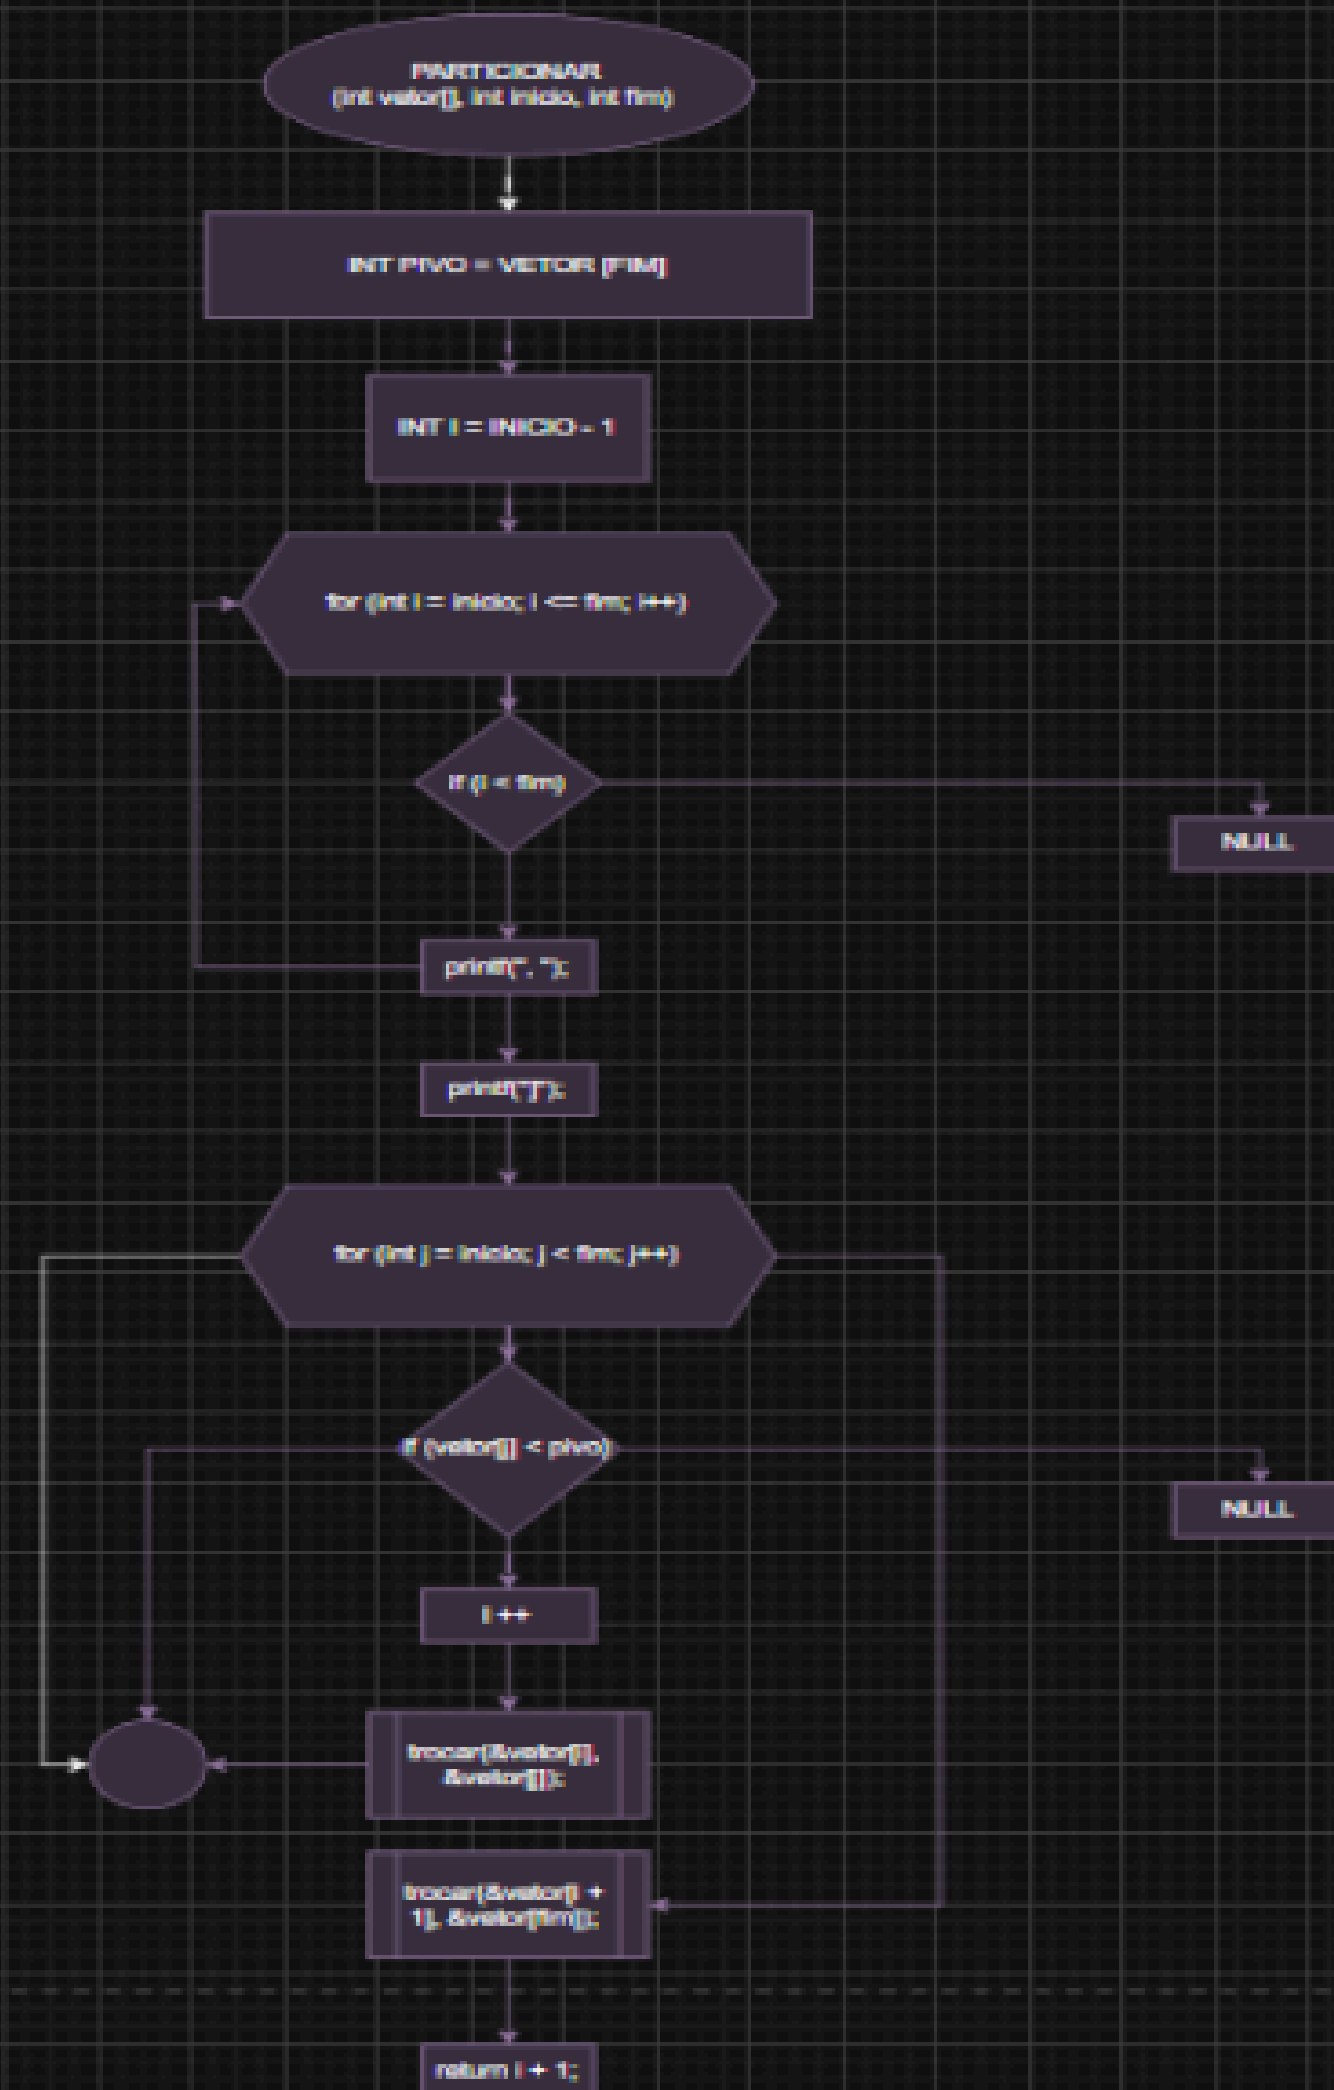 PARTICIONAR
(int vetor[], int inicio, int fim)
INT PIVO = VETOR [FIM]
INT I = INICIO - 1
for (int i = inicio; i <= fim; i++)
if (i < fim)
NULL
printf(", ");
printf("]");
for (int j = inicio; j < fim; j++)
if (vetor[j] < pivo)
NULL
i ++
trocar(&vetor[i],
&vetor[j]);
trocar(&vetor[i +
1], &vetor[fim]);
return i + 1;